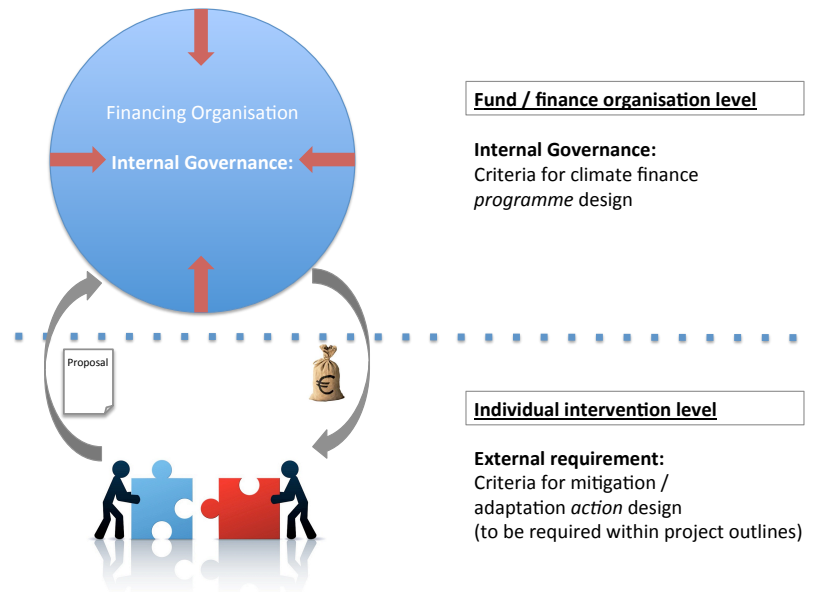 Financing Organisation
Internal Governance:
Fund / finance organisation level
Internal Governance:
Criteria for climate finance
programme design
Proposal
€
Individual intervention level
External requirement:
Criteria for mitigation /
adaptation action design
(to be required within project outlines)